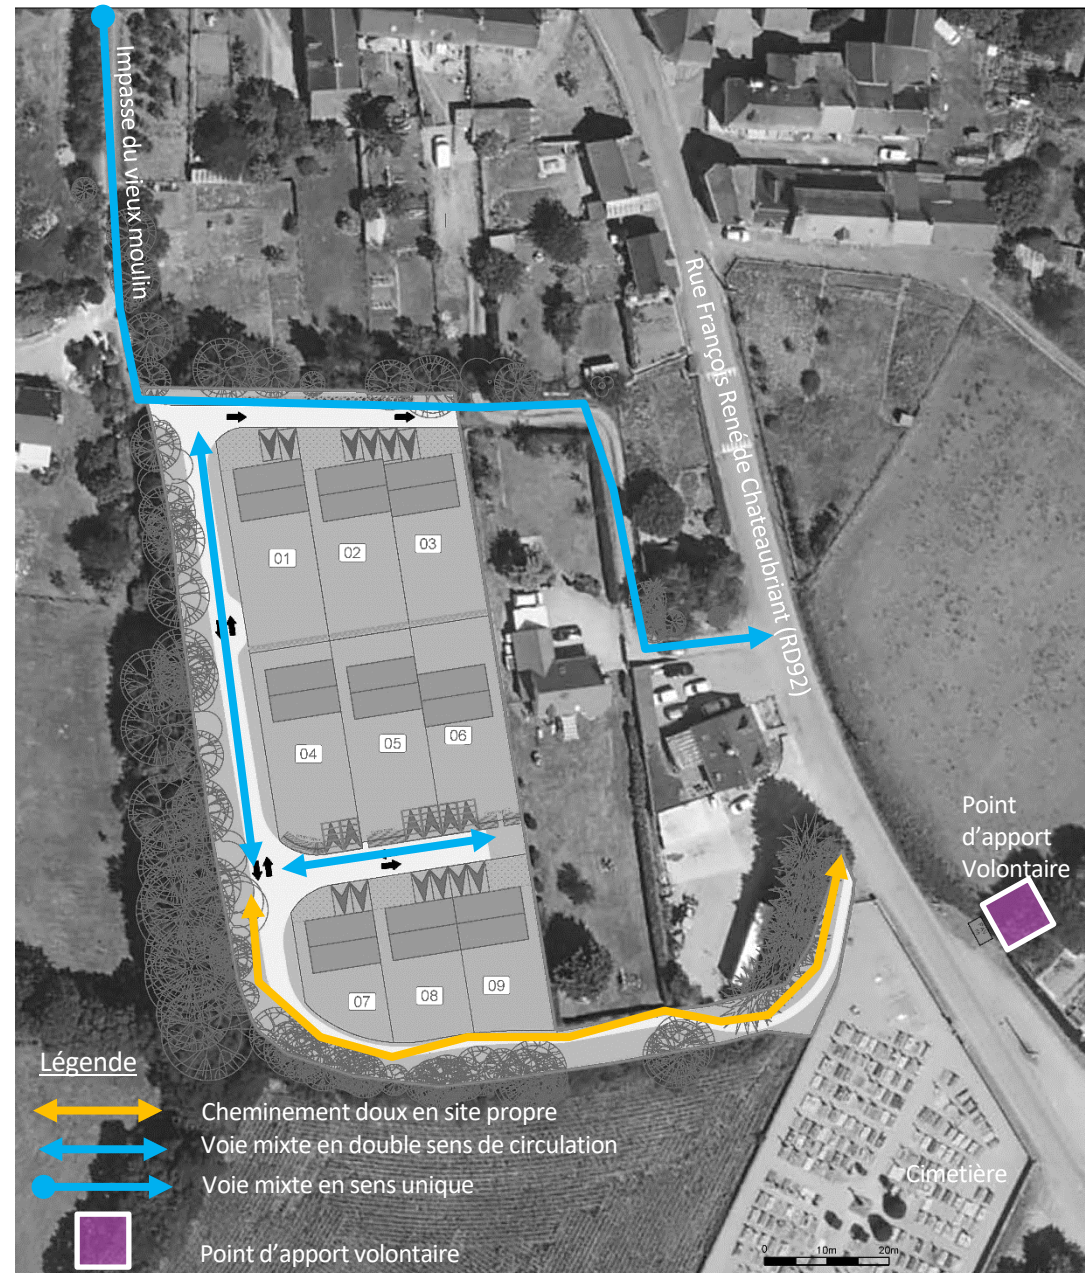 Impasse du vieux moulin
Rue François René de Chateaubriant (RD92)
01
02
03
04
05
06
07
08
09
Point
d’apport
Volontaire
Cimetière
Légende
Cheminement doux en site propre
Voie mixte en double sens de circulation
Voie mixte en sens unique
Point d’apport volontaire
0 10m 20m